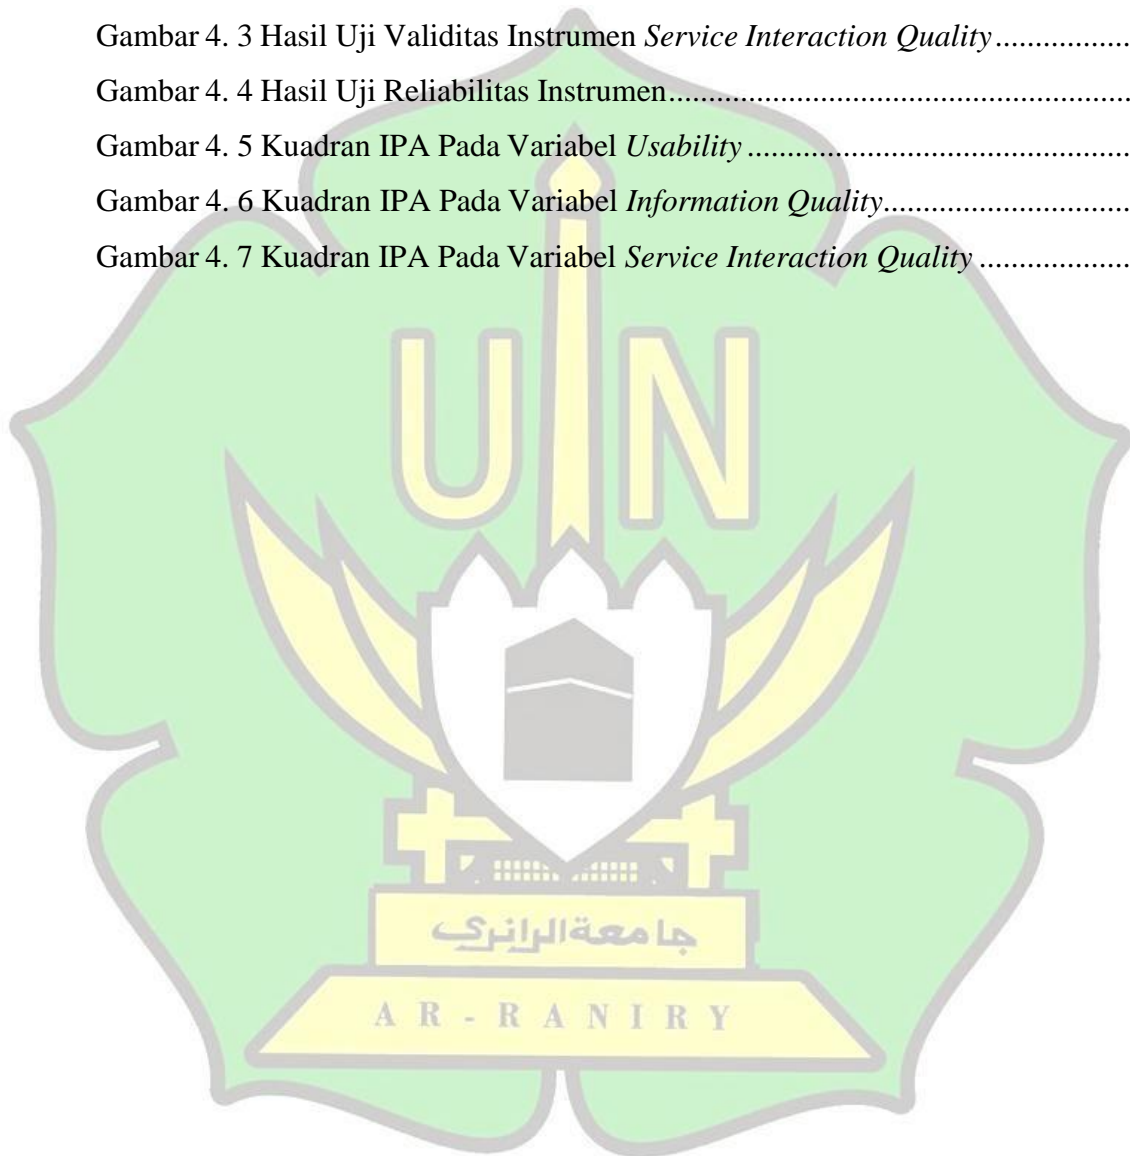 Gambar 4. 3 Hasil Uji Validitas Instrumen Service Interaction Quality.................
Gambar 4. 4 Hasil Uji Reliabilitas Instrumen...........................................................
Gambar 4. 5 Kuadran IPA Pada Variabel Usability.................................................
Gambar 4. 6 Kuadran IPA Pada Variabel Information Quality...............................
Gambar 4. 7 Kuadran IPA Pada Variabel Service Interaction Quality...................
UIN
جامعة الرانري
AR-RANIRY